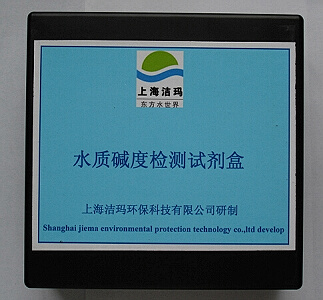 上海洁玛
东方水世界
水质碱度检测试剂盒
上海洁玛环保科技有限公司研制
Shanghai jiema environmental protection technology co.,ltd develop